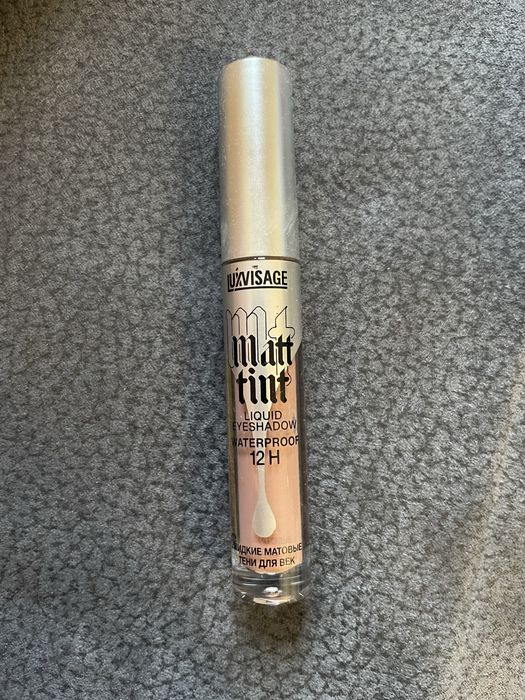 LUXVISAGE
Matt
tint
LIQUID
EYESHADOW
WATERPROOF
12 H
ЖИДКИЕ МАТОВЫЕ
ТЕНИ ДЛЯ ВЕК